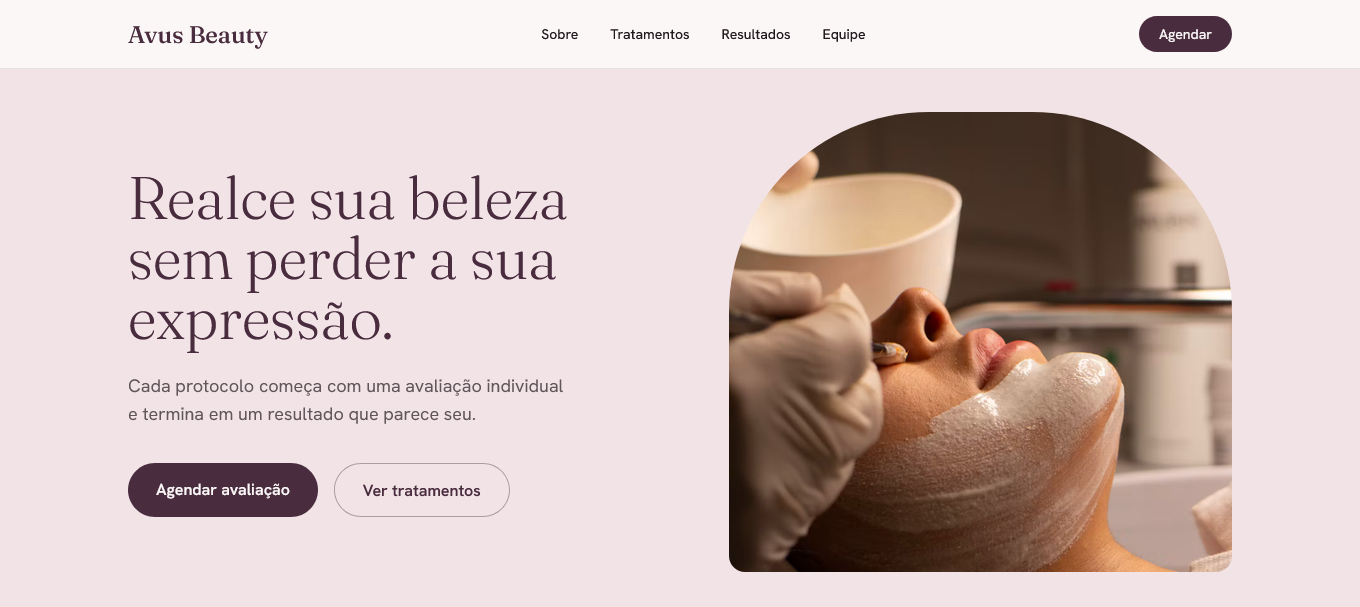 Avus Beauty
Sobre
Tratamentos
Resultados
Equipe
Agendar
Realce sua beleza
sem perder a sua
expressão.
Cada protocolo começa com uma avaliação individual
e termina em um resultado que parece seu.
Agendar avaliação
Ver tratamentos